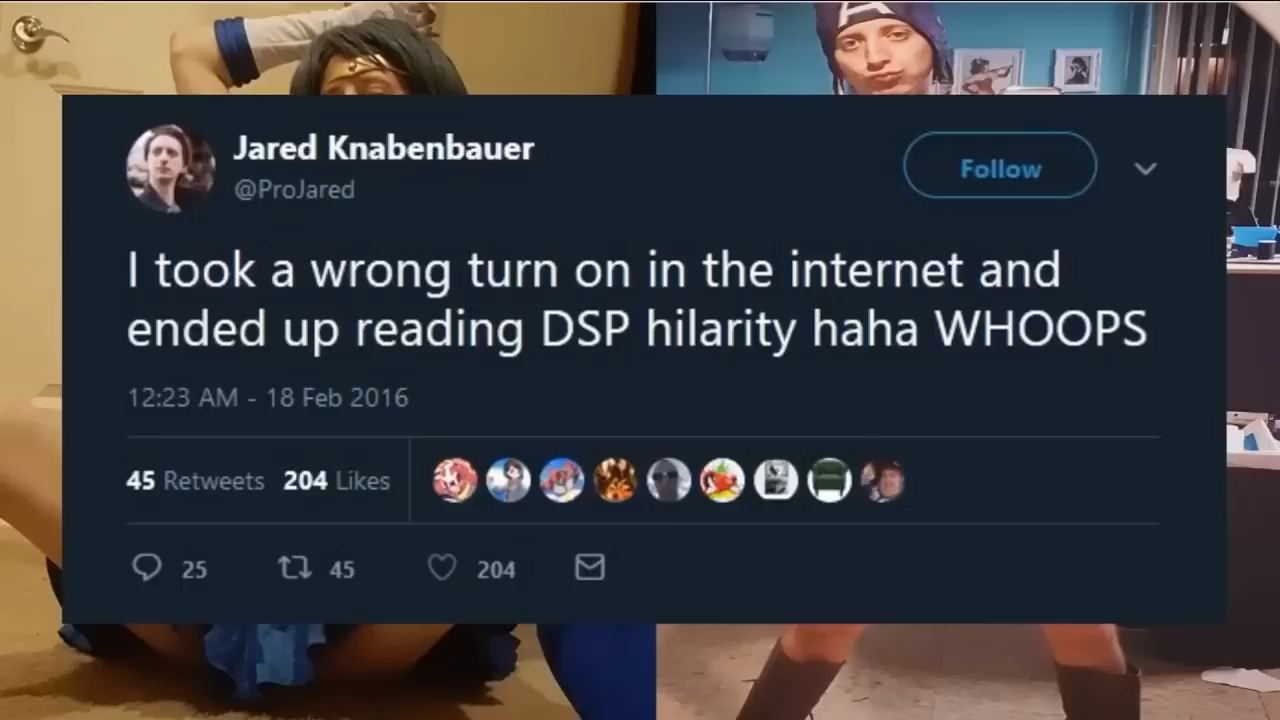 A
Jared Knabenbauer
@ProJared
Follow
I took a wrong turn on in the internet and
ended up reading DSP hilarity haha WHOOPS
12:23 AM - 18 Feb 2016
45 Retweets 204 Likes
25 45 204